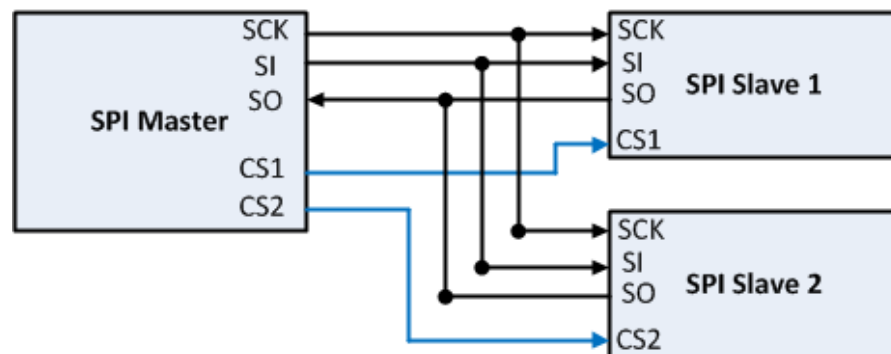 SCK
SI
SO
SPI Master
CS1
CS2
SCK
SI
SPI Slave 1
SO
CS1
SCK
SI
SPI Slave 2
SO
CS2